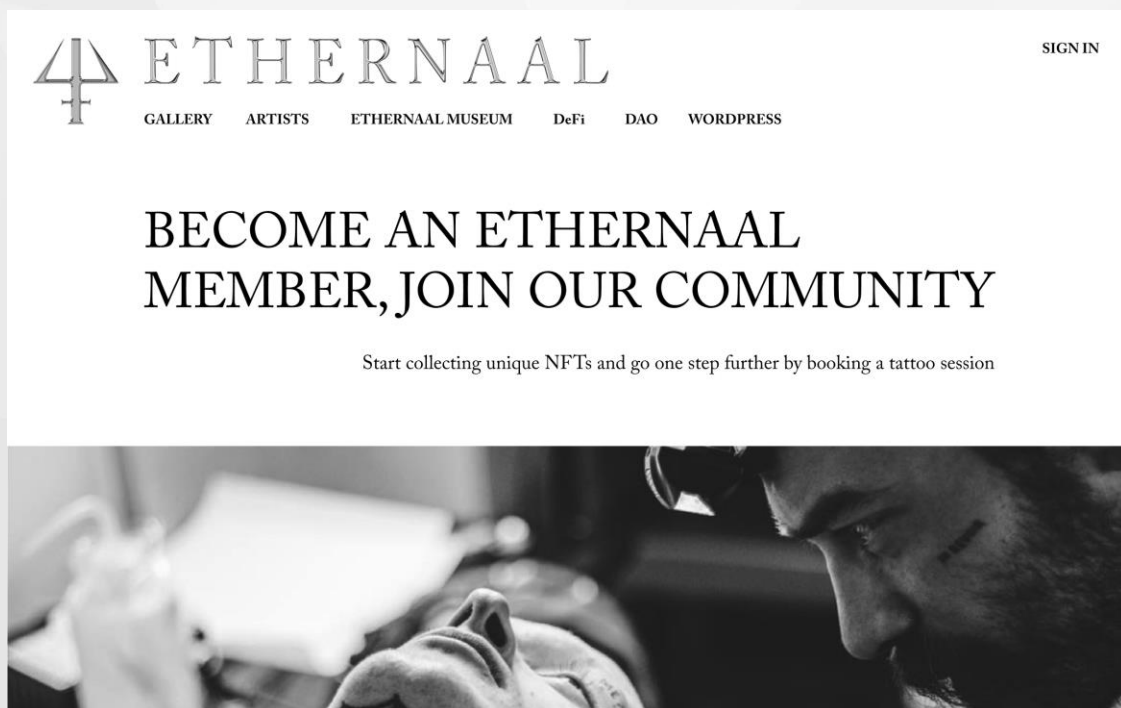 ETHERNAAL
SIGN IN
GALLERY ARTISTS ETHERNAAL MUSEUM DeFi DAO WORDPRESS
BECOME AN ETHERNAAL
MEMBER, JOIN OUR COMMUNITY
Start collecting unique NFTs and go one step further by booking a tattoo session